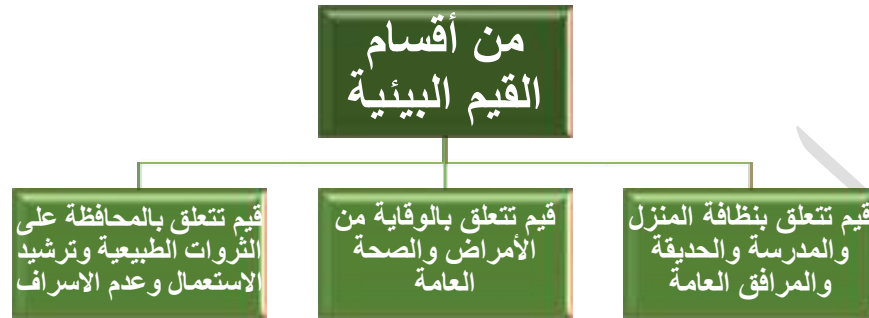 من أقسام
القيم البيئية
قيم تتعلق بنظافة المنزل
والمدرسة والحديقة
والمرافق العامة
قيم تتعلق بالوقاية من
الأمراض والصحة
العامة
قيم تتعلق بالمحافظة على
الثروات الطبيعية وترشيد
الاستعمال وعدم الاسراف